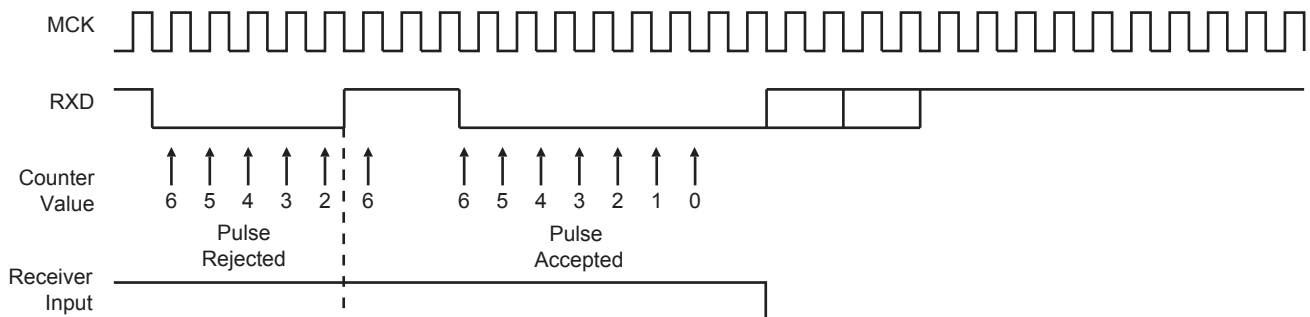 MCK
RXD
Counter
Value
6 5 4 3 2 6 6 5 4 3 2 1 0
Pulse
Rejected
Pulse
Accepted
Receiver
Input